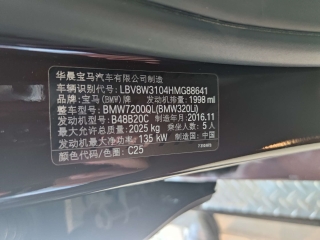 华晨宝马汽车有限公司制造
车辆识别代号: LBV8W3104HMG88641
品牌: 宝马 (BMW)牌 发动机排量: 1998 ml
整车型号: BMW7200QL(BMW320Li)
发动机型号: B48B20C 制造年月: 2016.11
最大允许总质量: 2025 kg 乘坐人数: 5 人
发动机最大净功率: 135 kW 制造国: 中国
颜色代码/色圈: C25